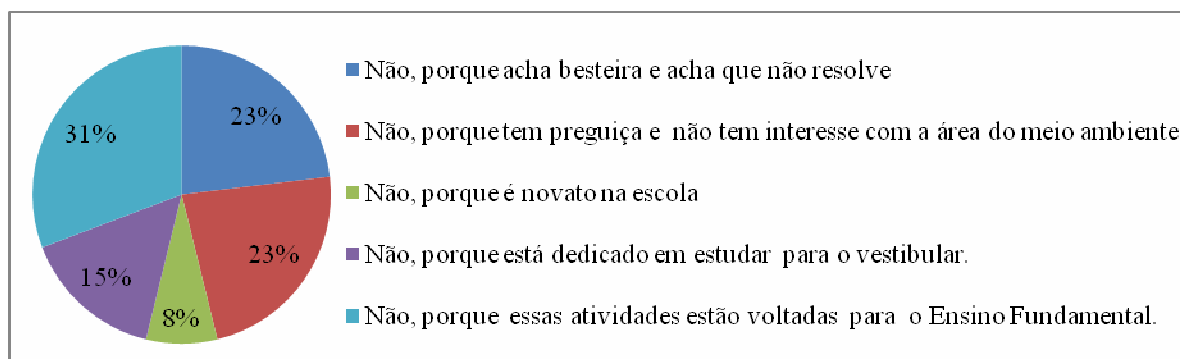 23%
31%
23%
15%
8%
Não, porque acha besteira e acha que não resolve
Não, porque tem preguiça e não tem interesse com a área do meio ambiente
Não, porque é novato na escola
Não, porque está dedicado em estudar para o vestibular.
Não, porque essas atividades estão voltadas para o Ensino Fundamental.